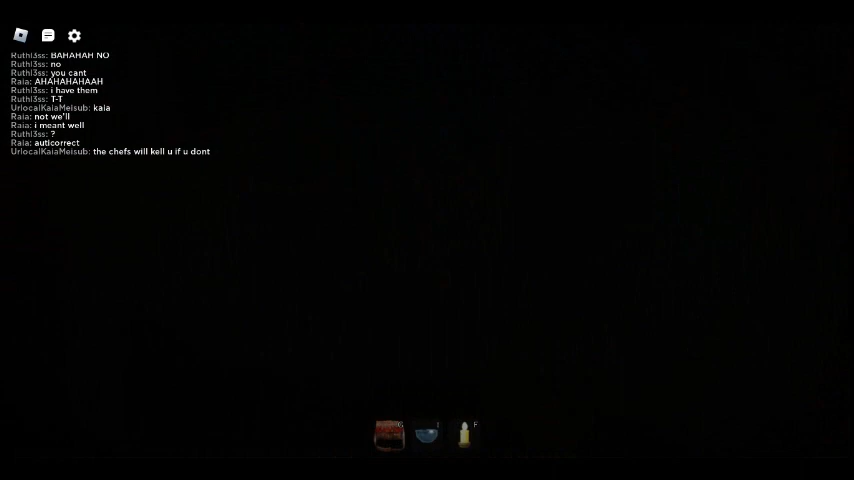 Ruthl3ss: BAHAHAH NO
Ruthl3ss: no
Ruthl3ss: you cant
Raia: AHAHAHAHAAH
Ruthl3ss: i have them
Ruthl3ss: T-T
UrlocalKaiaMeisub: kaia
Raia: not we'll
Raia: i meant well
Ruthl3ss: ?
Raia: auticorrect
UrlocalKaiaMeisub: the chefs will kell u if u dont
F